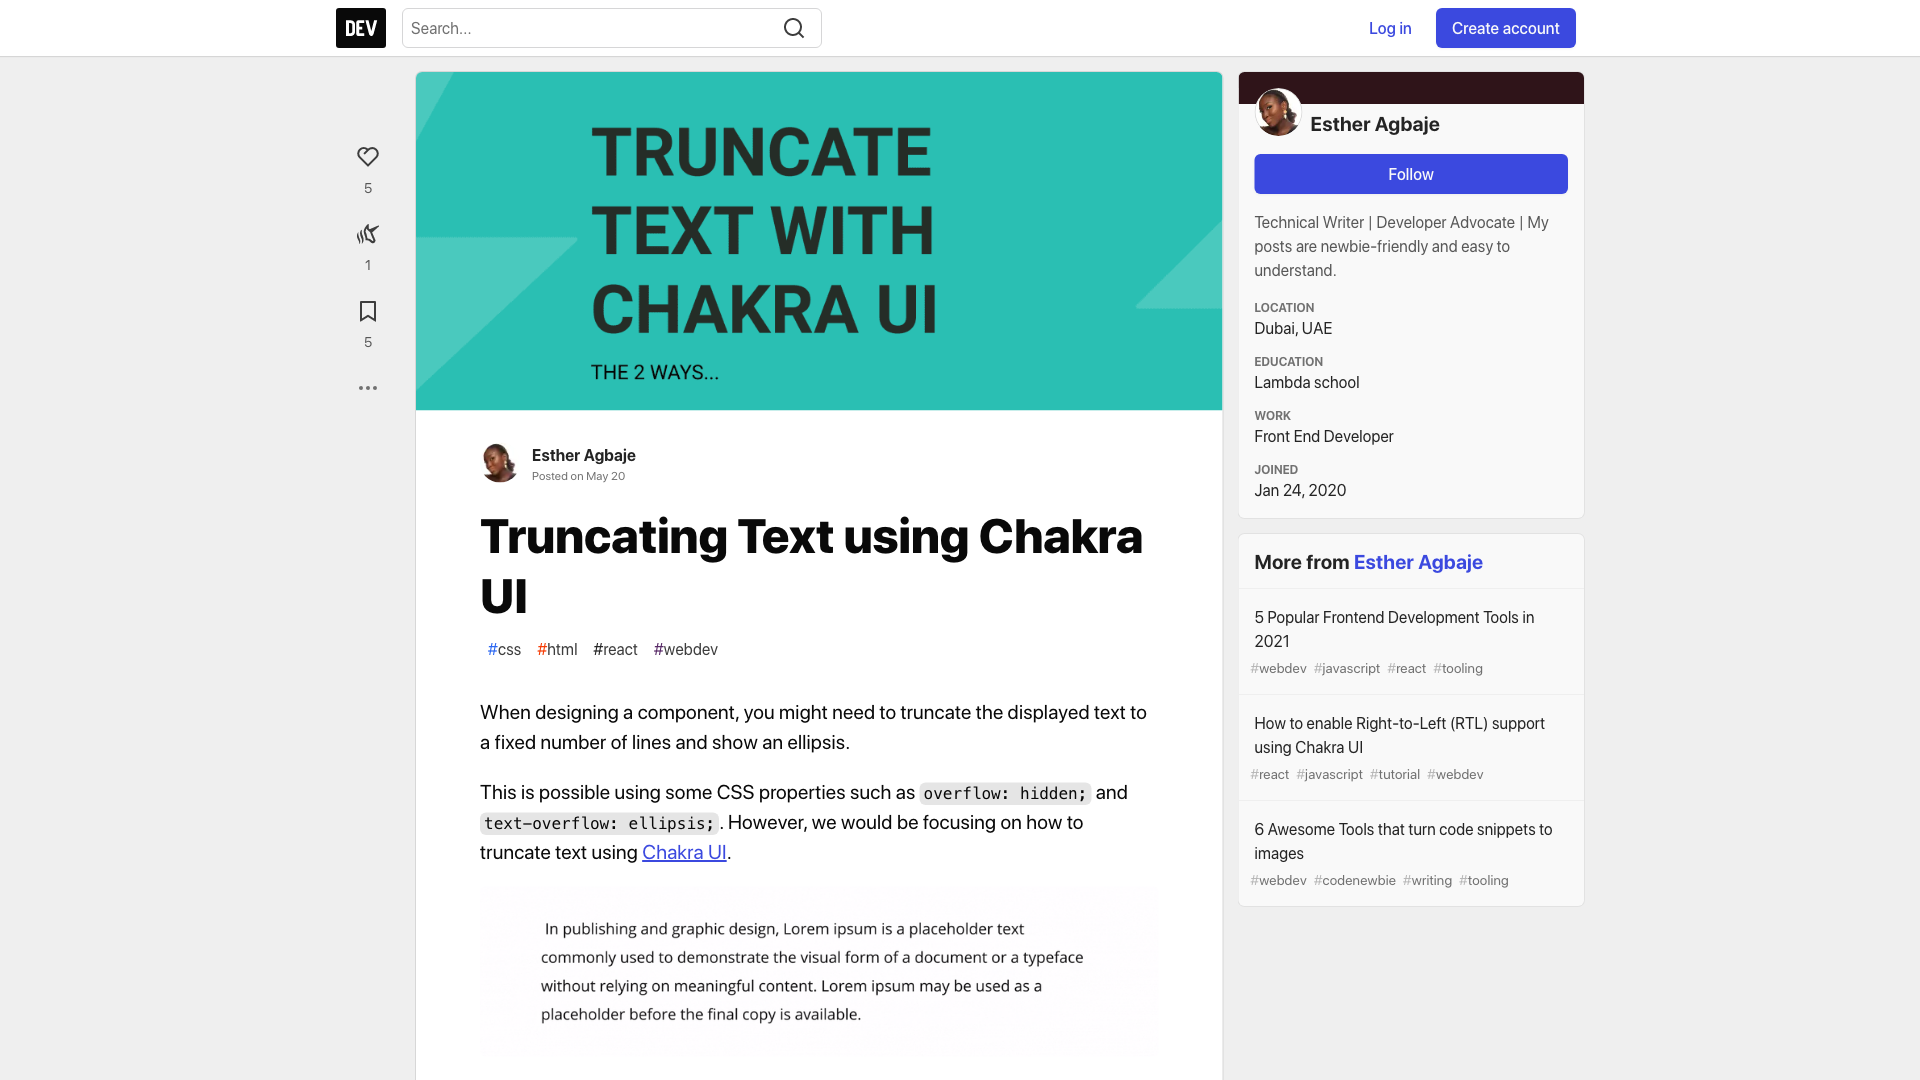 DEV
Search...
Log in
Create account
TRUNCATE
TEXT WITH
CHAKRA UI
THE 2 WAYS...
5
1
5
Esther Agbaje
Posted on May 20
Truncating Text using Chakra
UI
#css #html #react #webdev
When designing a component, you might need to truncate the displayed text to
a fixed number of lines and show an ellipsis.
This is possible using some CSS properties such as overflow: hidden; and
text-overflow: ellipsis;. However, we would be focusing on how to
truncate text using Chakra UI.
In publishing and graphic design, Lorem ipsum is a placeholder text
commonly used to demonstrate the visual form of a document or a typeface
without relying on meaningful content. Lorem ipsum may be used as a
placeholder before the final copy is available.
Esther Agbaje
Follow
Technical Writer | Developer Advocate | My
posts are newbie-friendly and easy to
understand.
LOCATION
Dubai, UAE
EDUCATION
Lambda school
WORK
Front End Developer
JOINED
Jan 24, 2020
More from Esther Agbaje
5 Popular Frontend Development Tools in
2021
#webdev #javascript #react #tooling
How to enable Right-to-Left (RTL) support
using Chakra UI
#react #javascript #tutorial #webdev
6 Awesome Tools that turn code snippets to
images
#webdev #codenewbie #writing #tooling